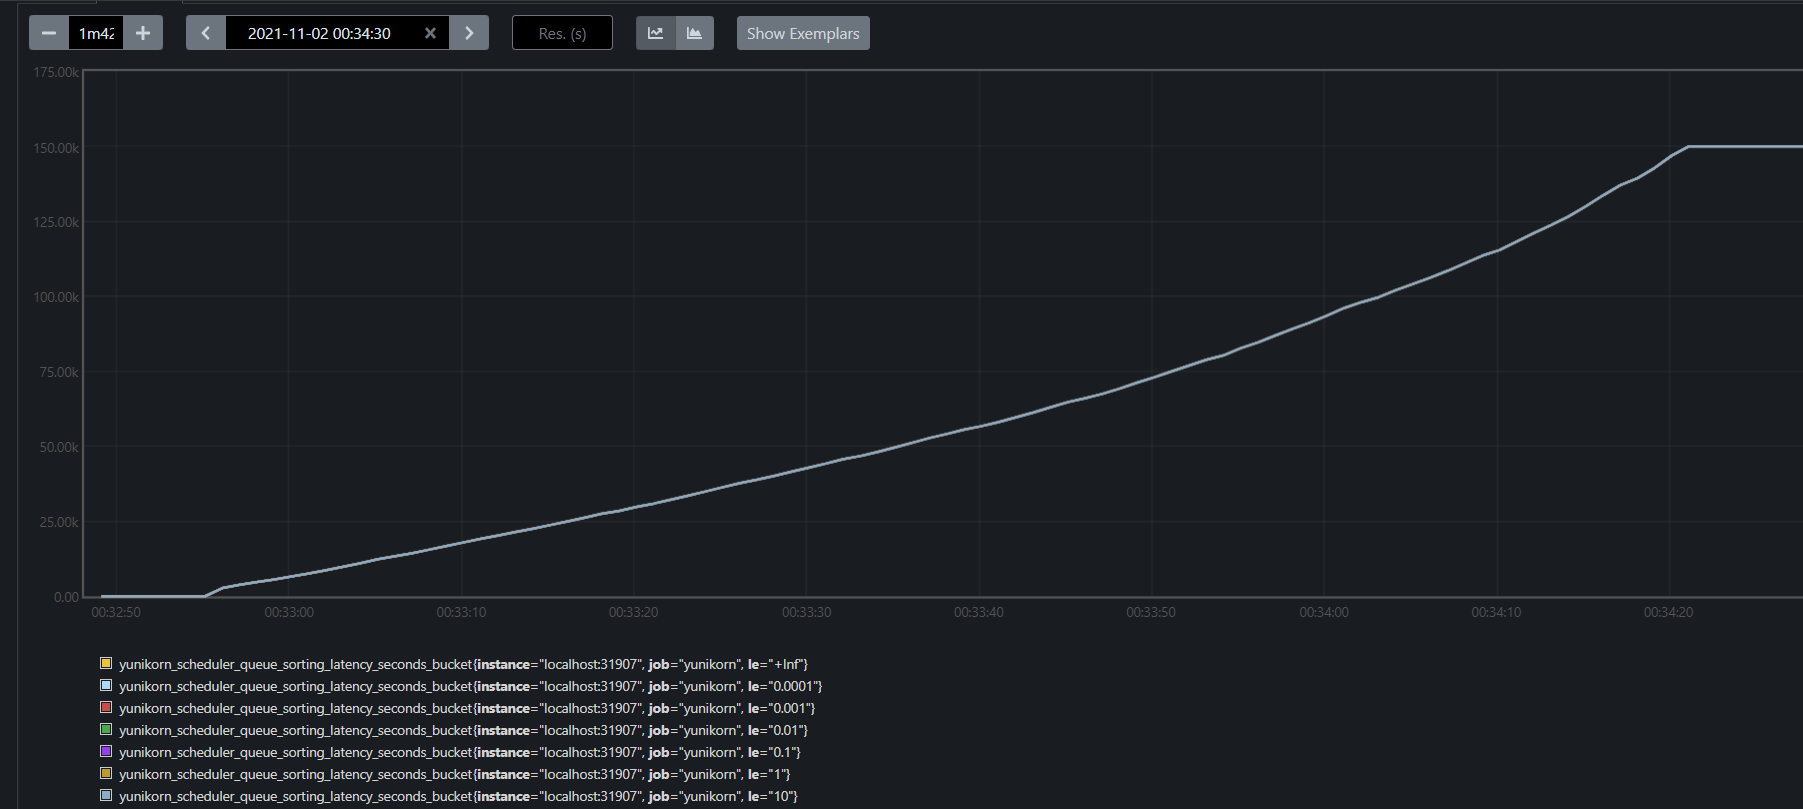 1m42
2021-11-02 00:34:30
Res. (s)
Show Exemplars
175.00k
150.00k
125.00k
100.00k
75.00k
50.00k
25.00k
0.00
00:32:50 00:33:00 00:33:10 00:33:20 00:33:30 00:33:40 00:33:50 00:34:00 00:34:10 00:34:20
yunikorn_scheduler_queue_sorting_latency_seconds_bucket{instance="localhost:31907", job="yunikorn", le="+Inf"}
yunikorn_scheduler_queue_sorting_latency_seconds_bucket{instance="localhost:31907", job="yunikorn", le="0.0001"}
yunikorn_scheduler_queue_sorting_latency_seconds_bucket{instance="localhost:31907", job="yunikorn", le="0.001"}
yunikorn_scheduler_queue_sorting_latency_seconds_bucket{instance="localhost:31907", job="yunikorn", le="0.01"}
yunikorn_scheduler_queue_sorting_latency_seconds_bucket{instance="localhost:31907", job="yunikorn", le="0.1"}
yunikorn_scheduler_queue_sorting_latency_seconds_bucket{instance="localhost:31907", job="yunikorn", le="1"}
yunikorn_scheduler_queue_sorting_latency_seconds_bucket{instance="localhost:31907", job="yunikorn", le="10"}